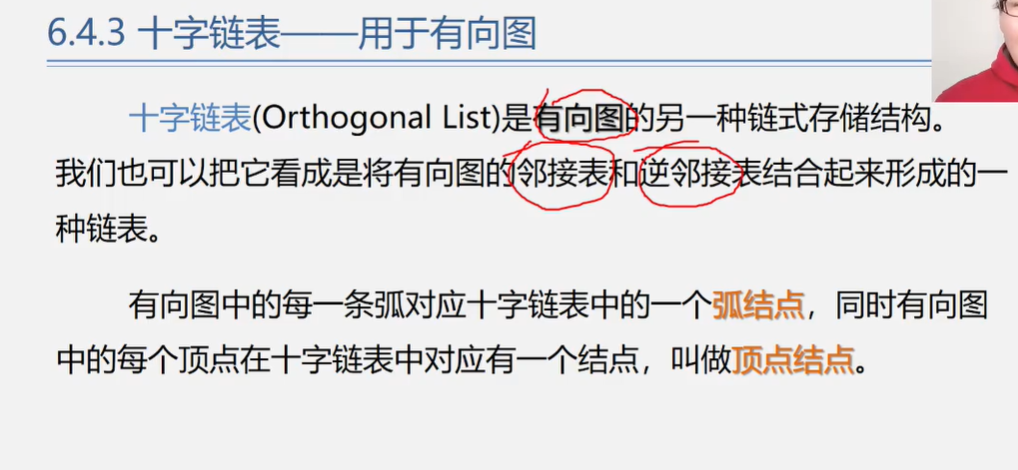 6.4.3 十字链表——用于有向图
十字链表(Orthogonal List)是有向图的另一种链式存储结构。
我们也可以把它看成是将有向图的邻接表和逆邻接表结合起来形成的一
种链表。
有向图中的每一条弧对应十字链表中的一个弧结点，同时有向图
中的每个顶点在十字链表中对应有一个结点，叫做顶点结点。